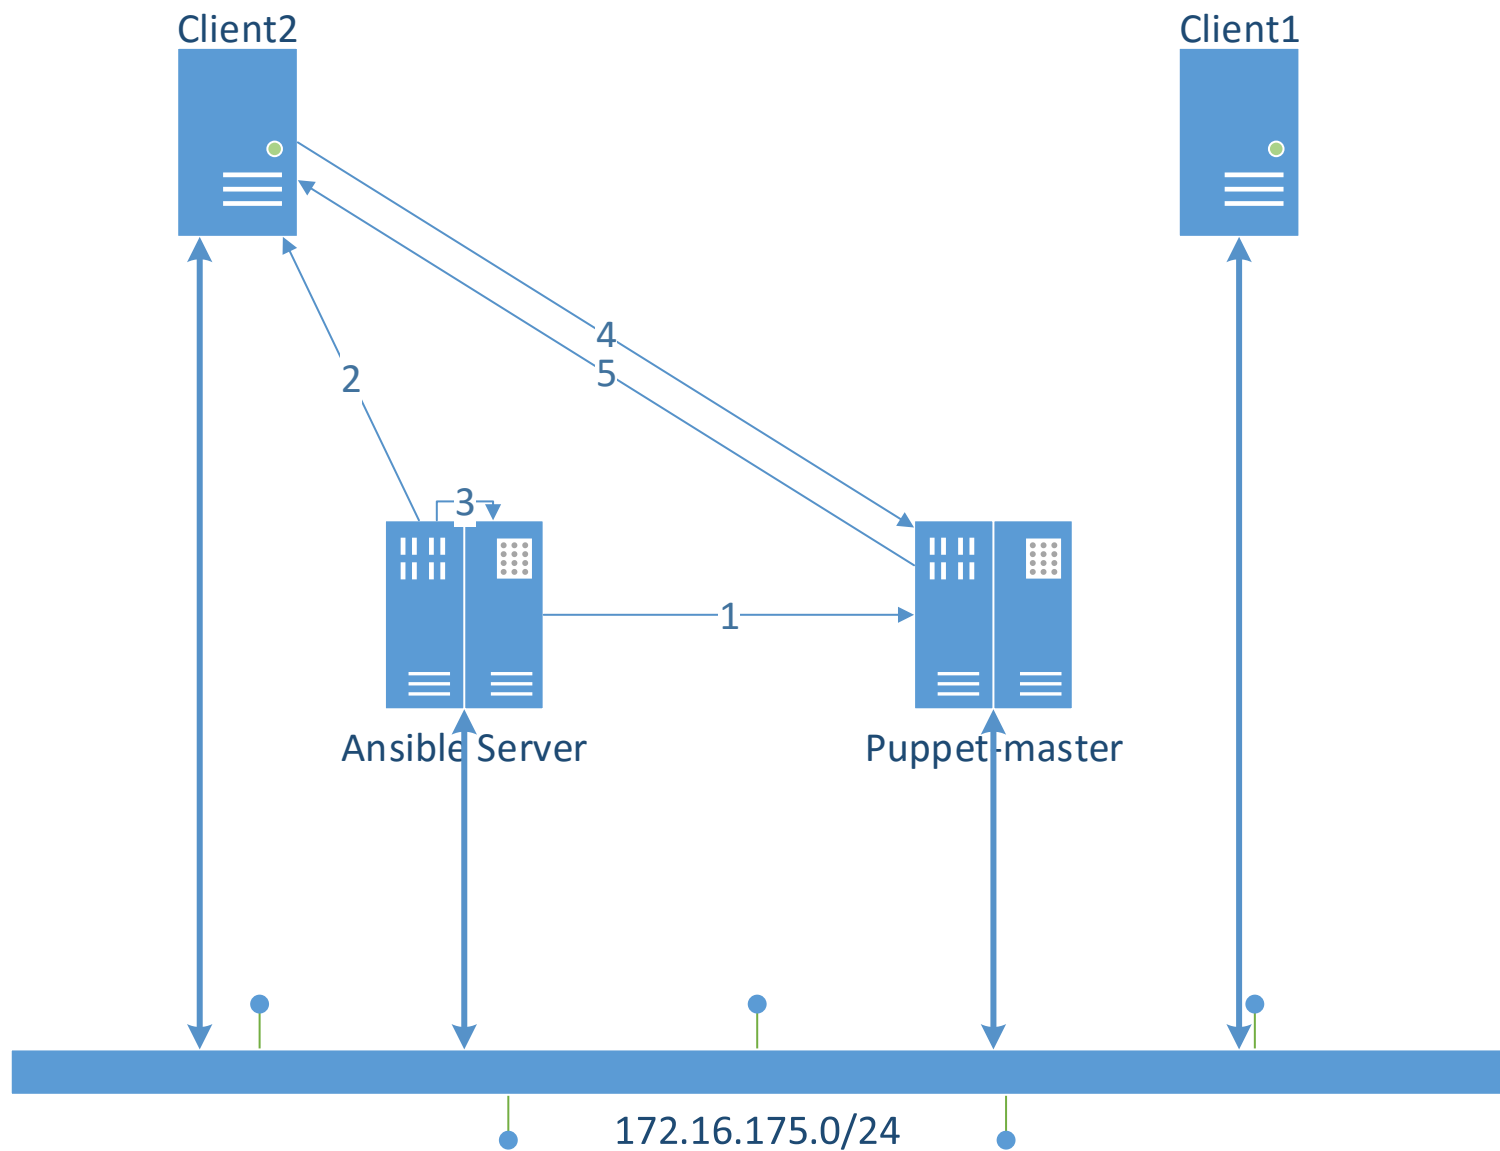 Client2
Client1
4
5
2
3
1
Ansible Server
Puppet-master
172.16.175.0/24